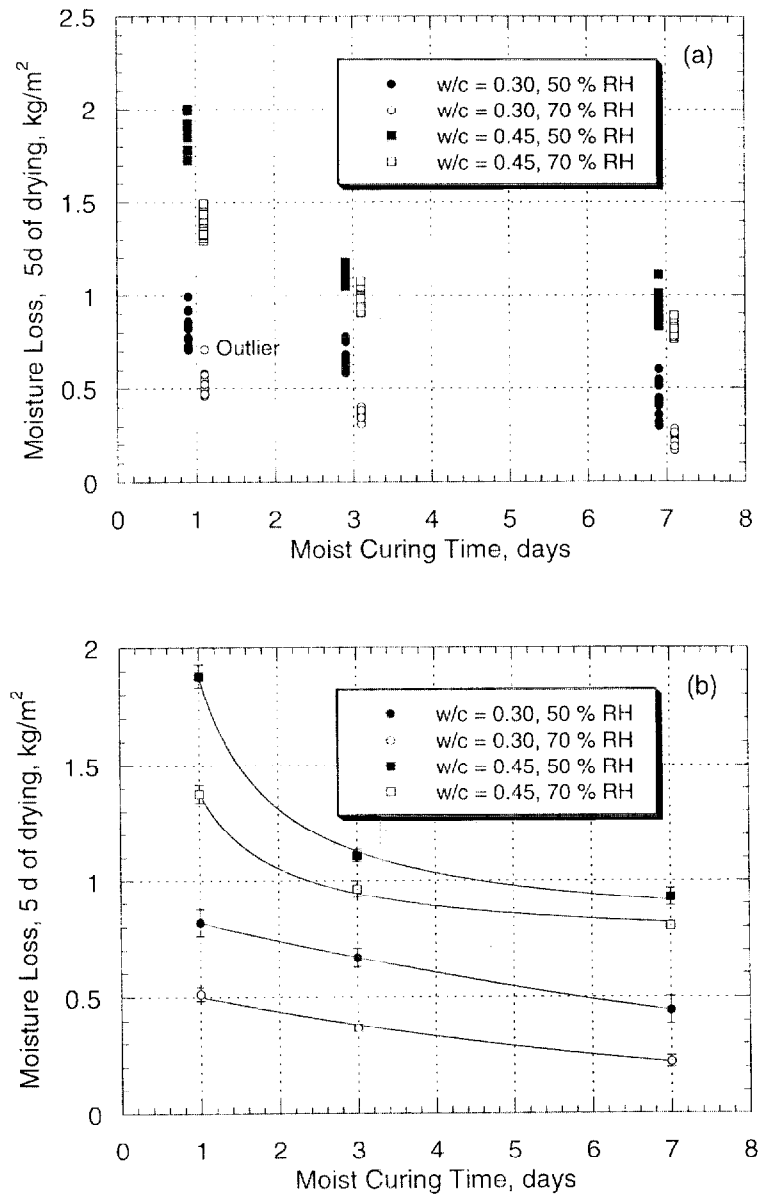 (a)
Moisture Loss, 5d of drying, kg/m²
2.5
2
1.5
1
0.5
0
w/c = 0.30, 50 % RH
w/c = 0.30, 70 % RH
w/c = 0.45, 50 % RH
w/c = 0.45, 70 % RH
Outlier
0 1 2 3 4 5 6 7 8
Moist Curing Time, days
(b)
Moisture Loss, 5 d of drying, kg/m²
2
1.5
1
0.5
0
w/c = 0.30, 50 % RH
w/c = 0.30, 70 % RH
w/c = 0.45, 50 % RH
w/c = 0.45, 70 % RH
0 1 2 3 4 5 6 7 8
Moist Curing Time, days